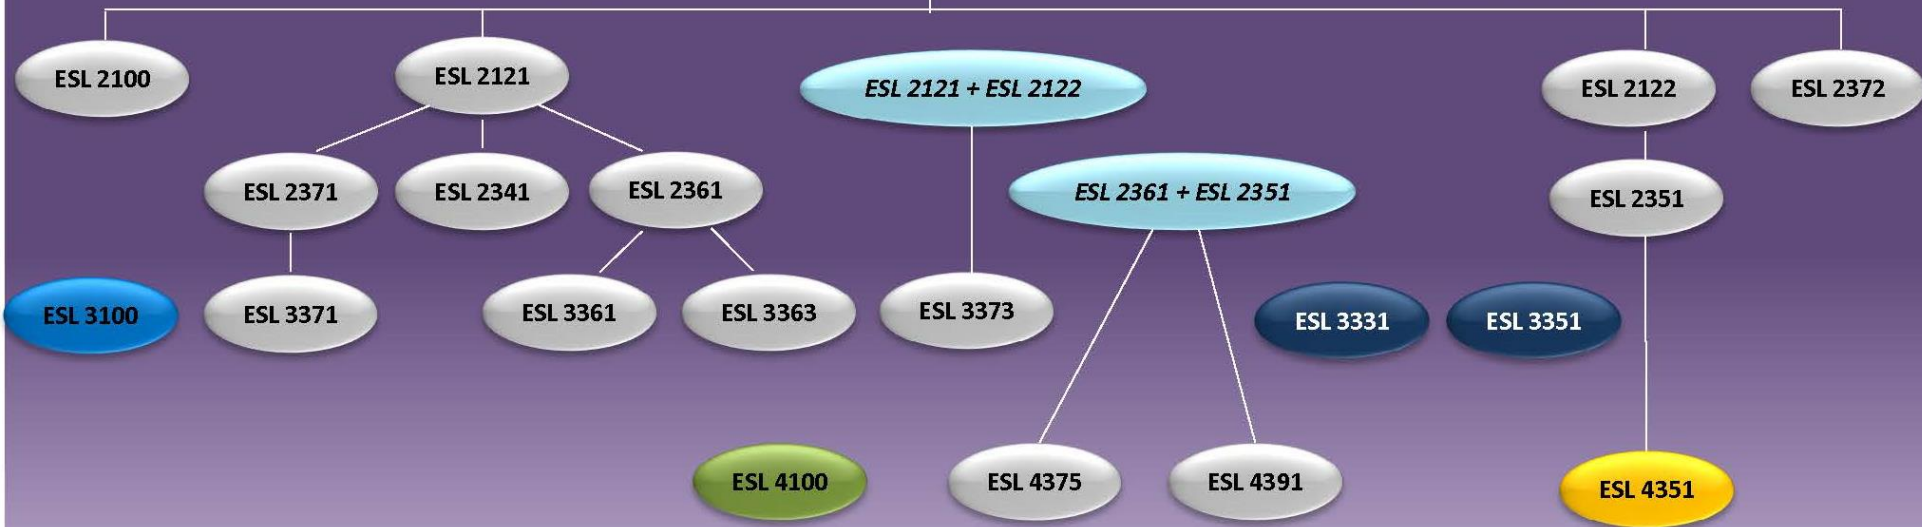 ESL 2100
ESL 2121
ESL 2121 + ESL 2122
ESL 2122
ESL 2372
ESL 2371
ESL 2341
ESL 2361
ESL 2361 + ESL 2351
ESL 2351
ESL 3100
ESL 3371
ESL 3361
ESL 3363
ESL 3373
ESL 3331
ESL 3351
ESL 4100
ESL 4375
ESL 4391
ESL 4351